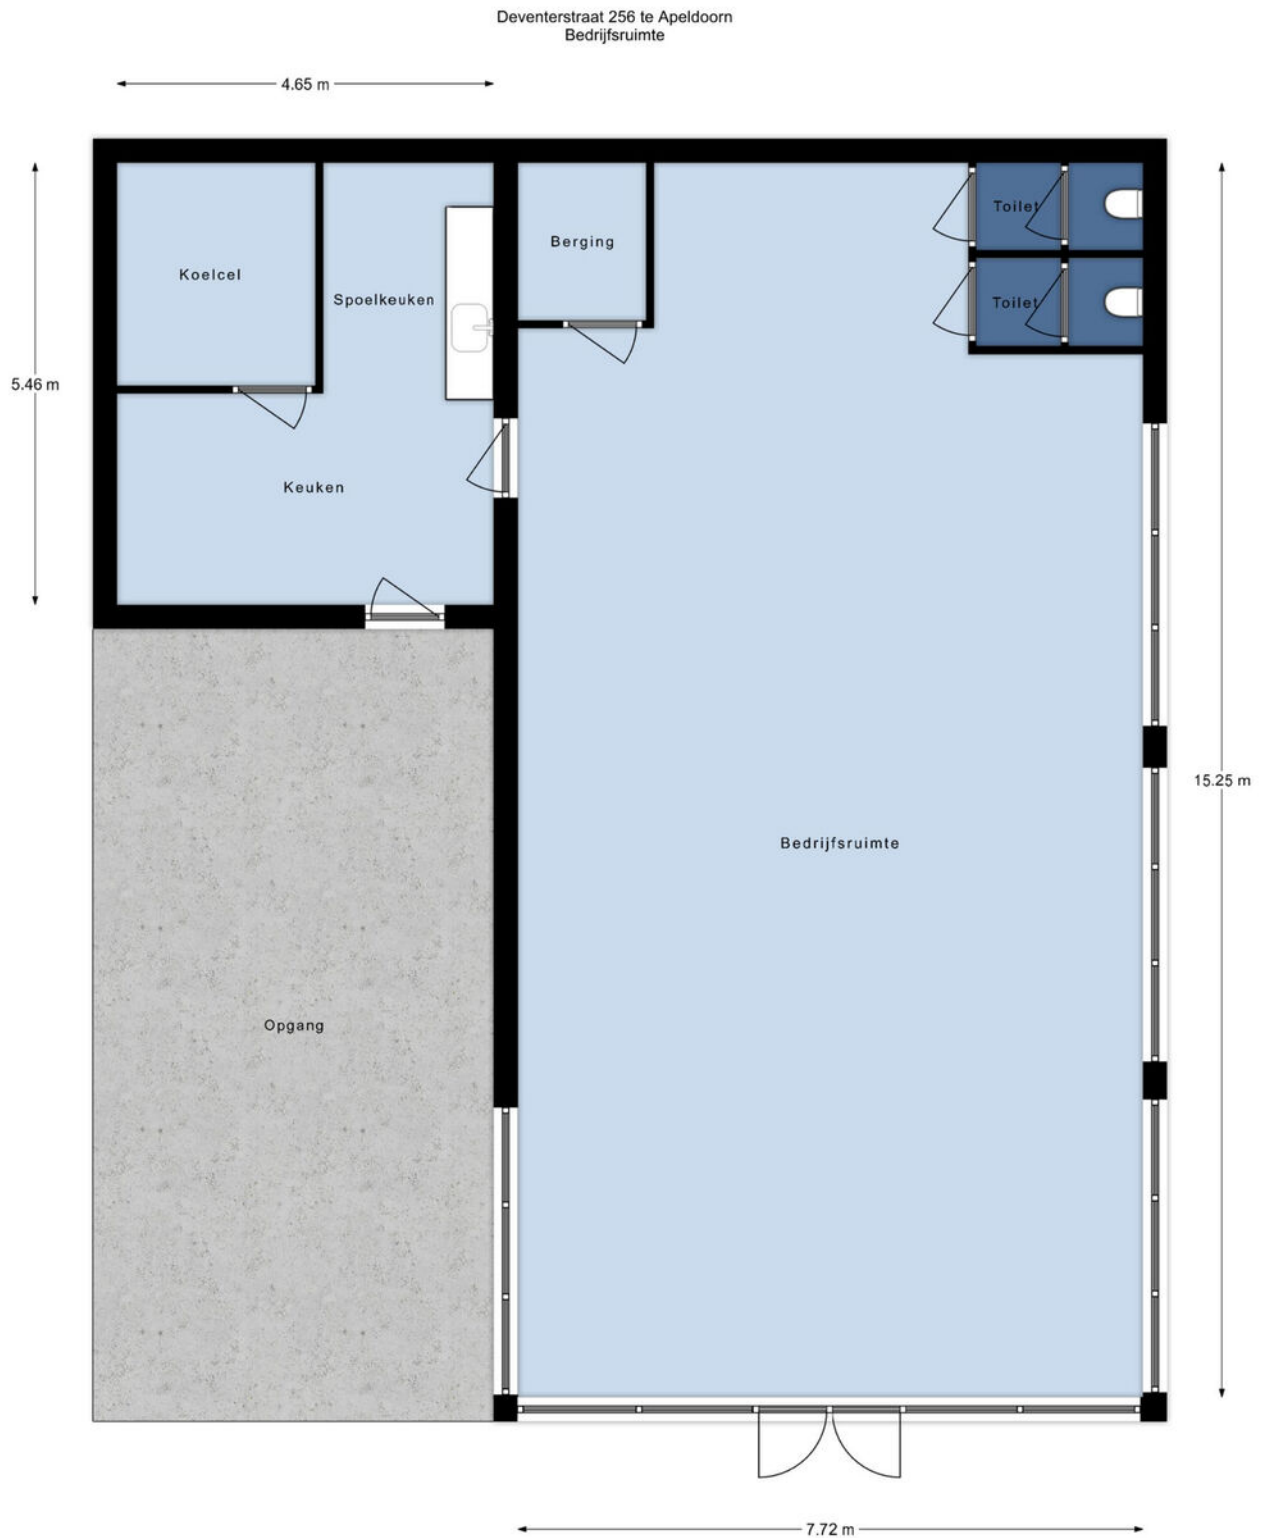 Deventerstraat 256 te Apeldoorn
Bedrijfsruimte
4.65 m
Toilet
Berging
Koelcel
Spoelkeuken
Toilet
5.46 m
Keuken
15.25 m
Bedrijfsruimte
Opgang
7.72 m